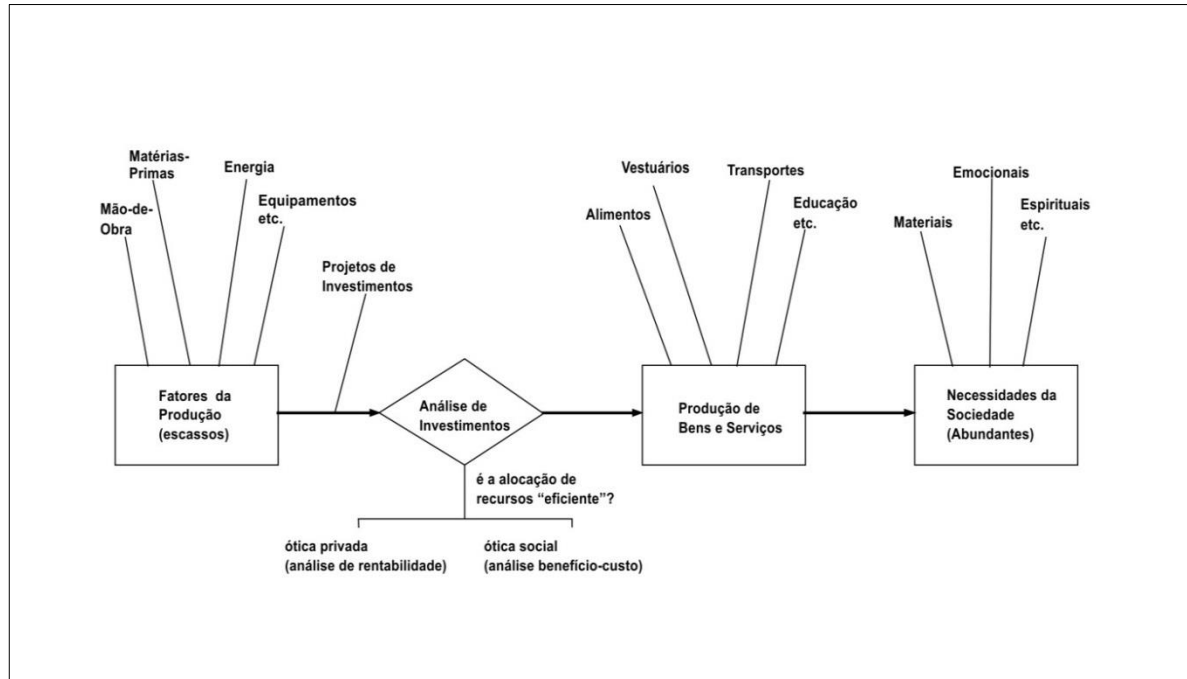 Matérias-
Primas
Energia
Mão-de-
Obra
Equipamentos
etc.
Projetos de
Investimentos
Vestuários
Transportes
Alimentos
Educação
etc.
Emocionais
Materiais
Espirituais
etc.
Fatores da
Produção
(escassos)
Análise de
Investimentos
Produção de
Bens e Serviços
Necessidades da
Sociedade
(Abundantes)
é a alocação de
recursos “eficiente”?
ótica privada
(análise de rentabilidade)
ótica social
(análise benefício-custo)